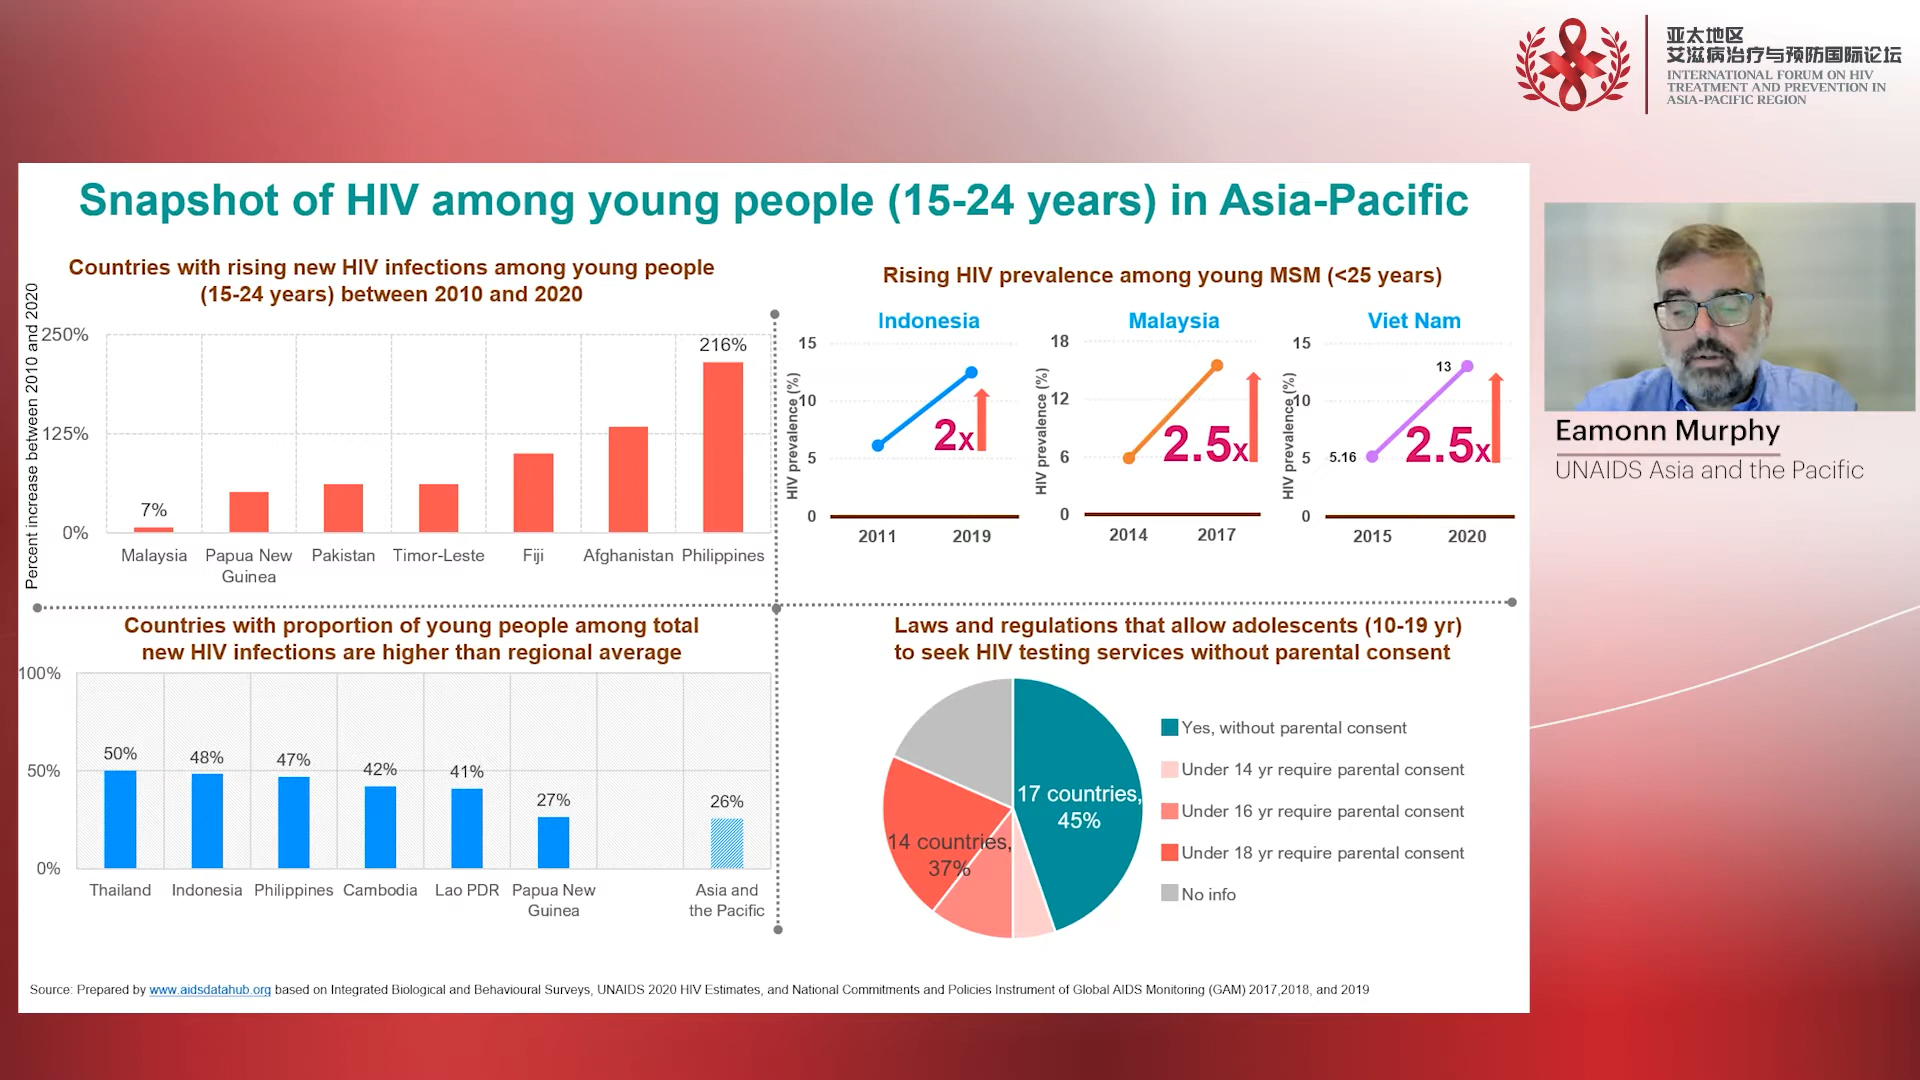 亚太地区
艾滋病治疗与预防国际论坛
INTERNATIONAL FORUM ON HIV
TREATMENT AND PREVENTION IN
ASIA-PACIFIC REGION
Snapshot of HIV among young people (15-24 years) in Asia-Pacific
Eamonn Murphy
UNAIDS Asia and the Pacific
Countries with rising new HIV infections among young people
(15-24 years) between 2010 and 2020
Percent increase between 2010 and 2020
250%
125%
0%
7%
216%
Malaysia
Papua New
Guinea
Pakistan
Timor-Leste
Fiji
Afghanistan
Philippines
Rising HIV prevalence among young MSM (<25 years)
Indonesia
HIV prevalence (%)
15
10
5
0
2x
2011
2019
Malaysia
HIV prevalence (%)
18
12
6
0
2.5x
2014
2017
Viet Nam
HIV prevalence (%)
15
10
5
0
5.16
13
2.5x
2015
2020
Countries with proportion of young people among total
new HIV infections are higher than regional average
100%
50%
0%
50%
48%
47%
42%
41%
27%
26%
Thailand
Indonesia
Philippines
Cambodia
Lao PDR
Papua New
Guinea
Asia and
the Pacific
Laws and regulations that allow adolescents (10-19 yr)
to seek HIV testing services without parental consent
17 countries,
45%
14 countries,
37%
Yes, without parental consent
Under 14 yr require parental consent
Under 16 yr require parental consent
Under 18 yr require parental consent
No info
Source: Prepared by www.aidsdatahub.org based on Integrated Biological and Behavioural Surveys, UNAIDS 2020 HIV Estimates, and National Commitments and Policies Instrument of Global AIDS Monitoring (GAM) 2017,2018, and 2019